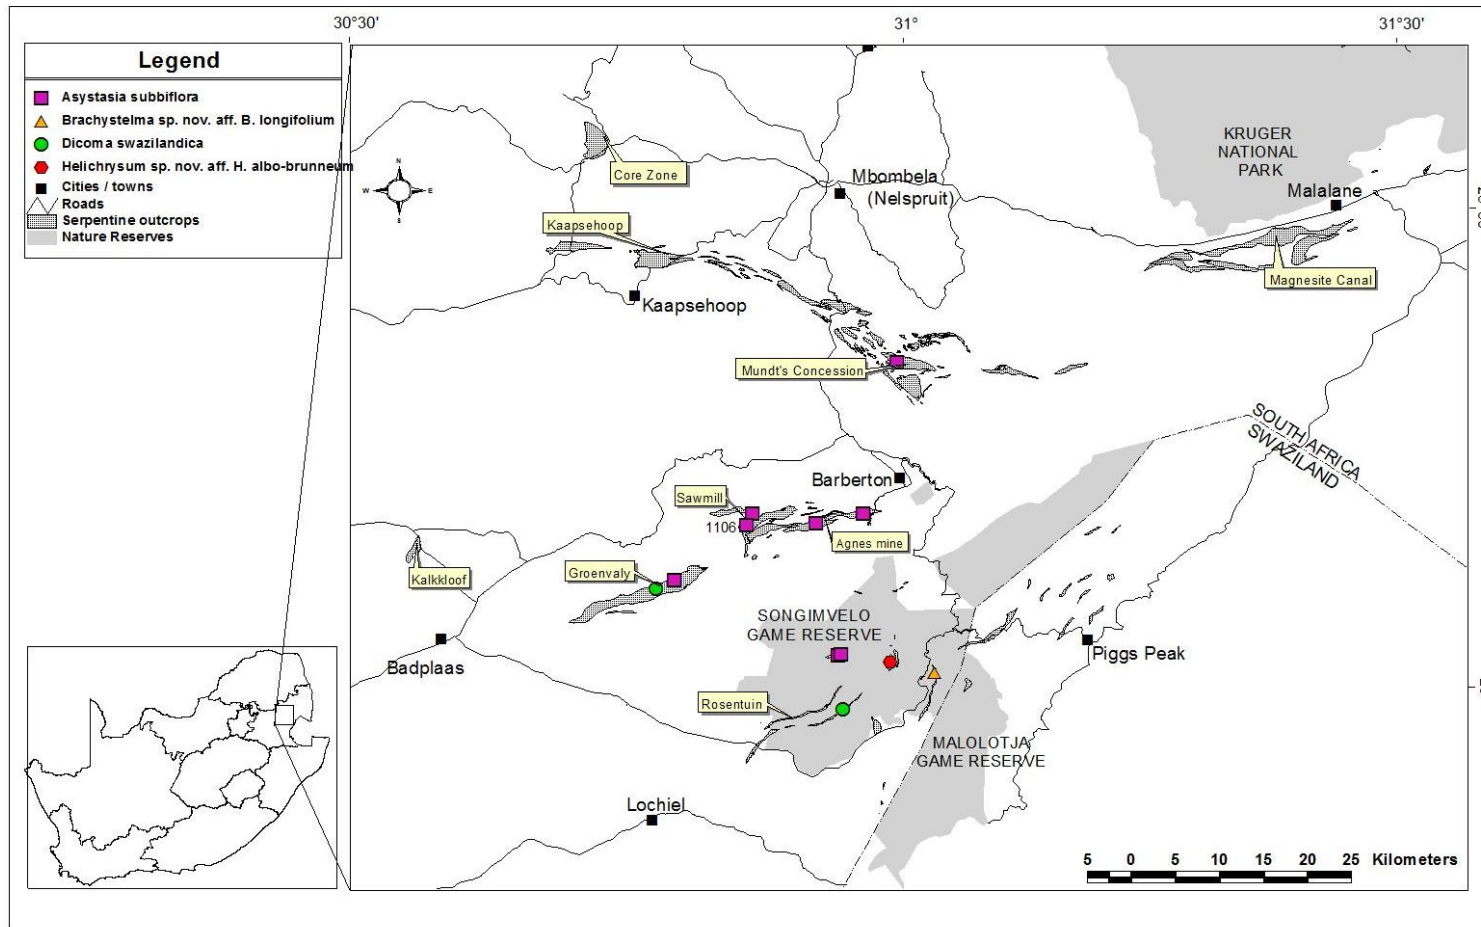 30°30'
31°
31°30'
Legend
Asystasia subbiflora
Brachystelma sp. nov. aff. B. longifolium
Dicoma swazilandica
Helichrysum sp. nov. aff. H. albo-brunneum
Cities / towns
Roads
Serpentine outcrops
Nature Reserves
N
W
E
S
Core Zone
Kaapsehoop
Kaapsehoop
Mbombela
(Nelspruit)
KRUGER
NATIONAL
PARK
Malalane
Magnesite Canal
Mundt's Concession
SOUTH AFRICA
SWAZILAND
Barberton
Sawmill
1106
Agnes mine
Kalkkloof
Groenvaly
SONGIMVELO
GAME RESERVE
Badplaas
Piggs Peak
Rosentuin
MALOLOTJA
GAME RESERVE
Lochiel
5 0 5 10 15 20 25 Kilometers